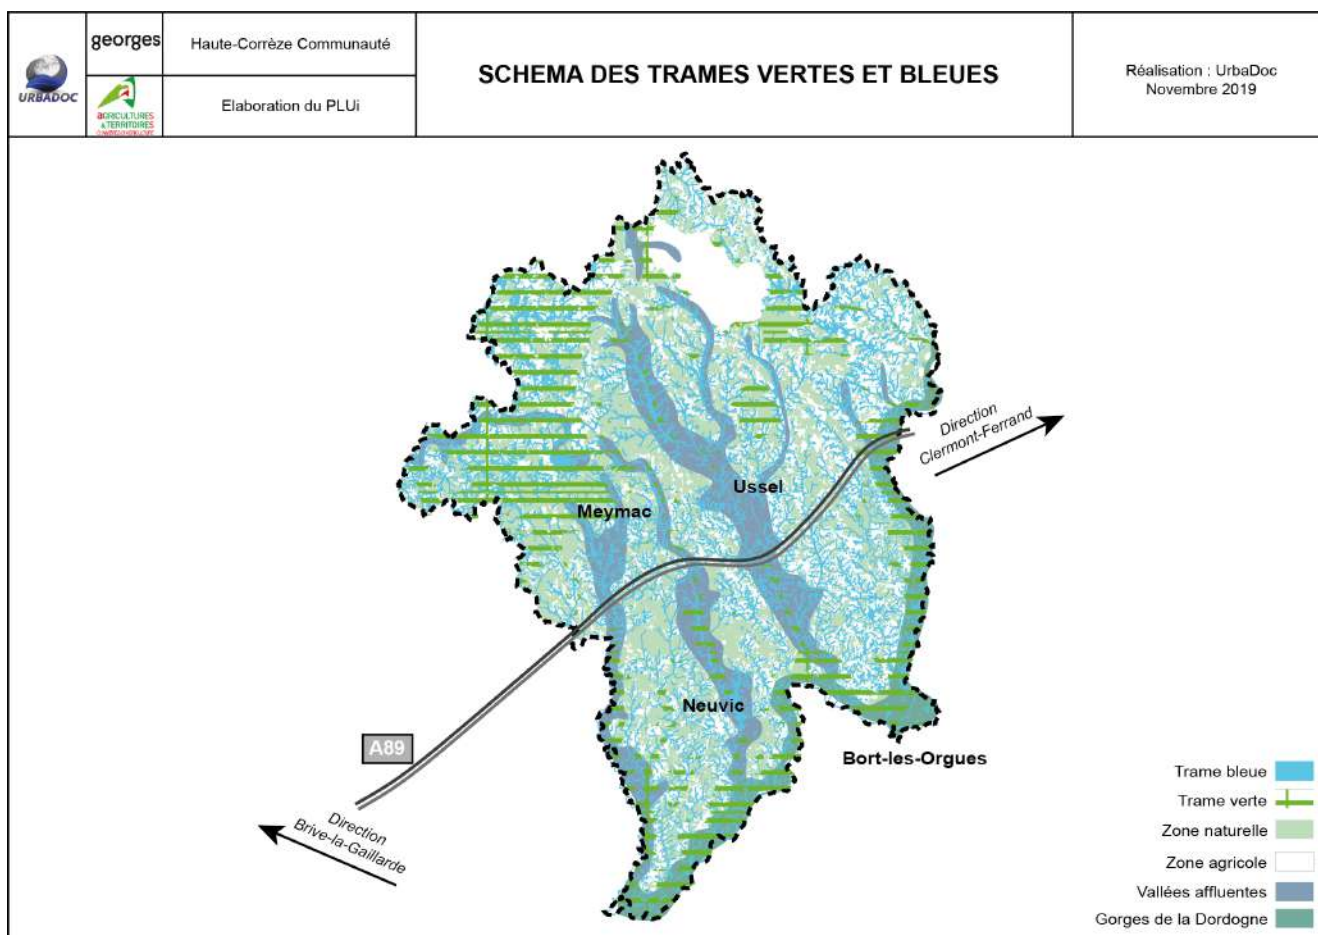 URBADOC
georges
AGRICULTURES
& TERRITOIRES
Haute-Corrèze Communauté
Elaboration du PLUi
SCHEMA DES TRAMES VERTES ET BLEUES
Réalisation : UrbaDoc
Novembre 2019
Direction
Clermont-Ferrand
Ussel
Meymac
Neuvic
A89
Bort-les-Orgues
Direction
Brive-la-Gaillarde
Trame bleue
Trame verte
Zone naturelle
Zone agricole
Vallées affluentes
Gorges de la Dordogne